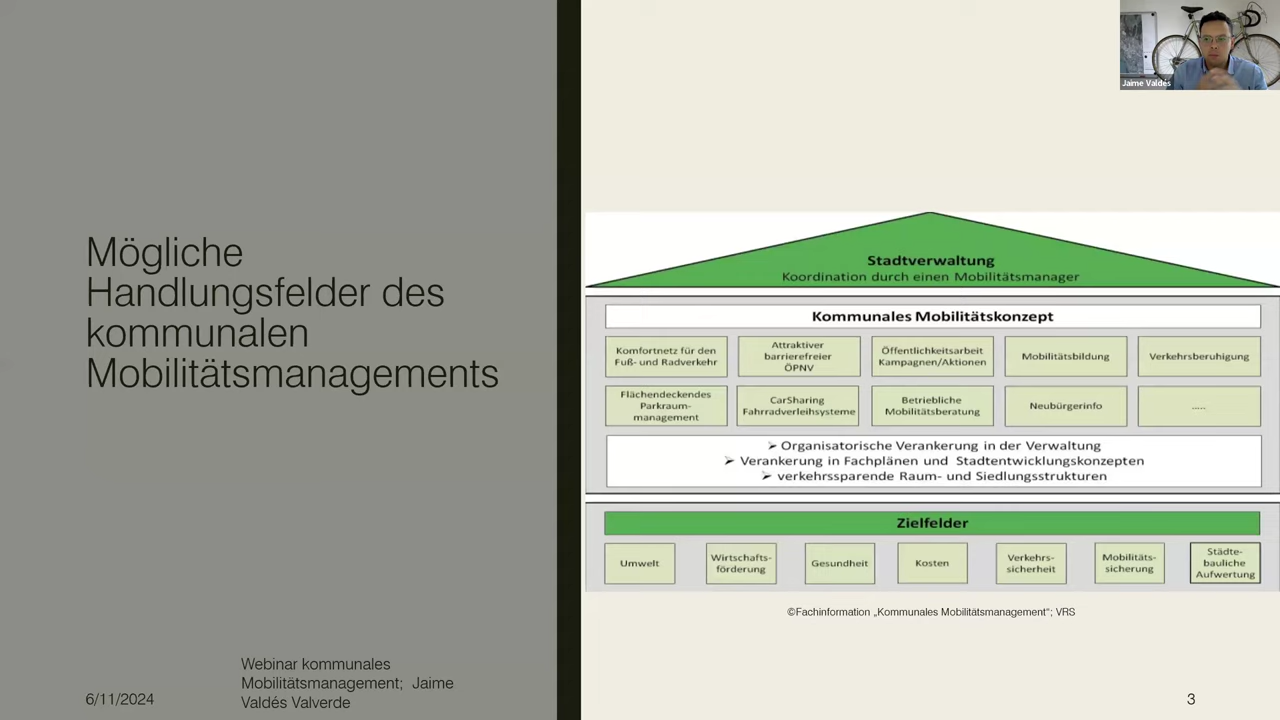 Mögliche
Handlungsfelder des
kommunalen
Mobilitätsmanagements
Webinar kommunales
Mobilitätsmanagement;  Jaime
Valdés Valverde
6/11/2024
Jaime Valdés
Stadtverwaltung
Koordination durch einen Mobilitätsmanager
Kommunales Mobilitätskonzept
Komfortnetz für den
Fuß- und Radverkehr
Attraktiver
barrierefreier
ÖPNV
Öffentlichkeitsarbeit
Kampagnen/Aktionen
Mobilitätsbildung
Verkehrsberuhigung
Flächendeckendes
Parkraum-
management
CarSharing
Fahrradverleihsysteme
Betriebliche
Mobilitätsberatung
Neubürgerinfo
.....
➢ Organisatorische Verankerung in der Verwaltung
➢ Verankerung in Fachplänen und  Stadtentwicklungskonzepten
➢ verkehrssparende Raum- und Siedlungsstrukturen
Zielfelder
Umwelt
Wirtschafts-
förderung
Gesundheit
Kosten
Verkehrs-
sicherheit
Mobilitäts-
sicherung
Städte-
bauliche
Aufwertung
©Fachinformation „Kommunales Mobilitätsmanagement“; VRS
3